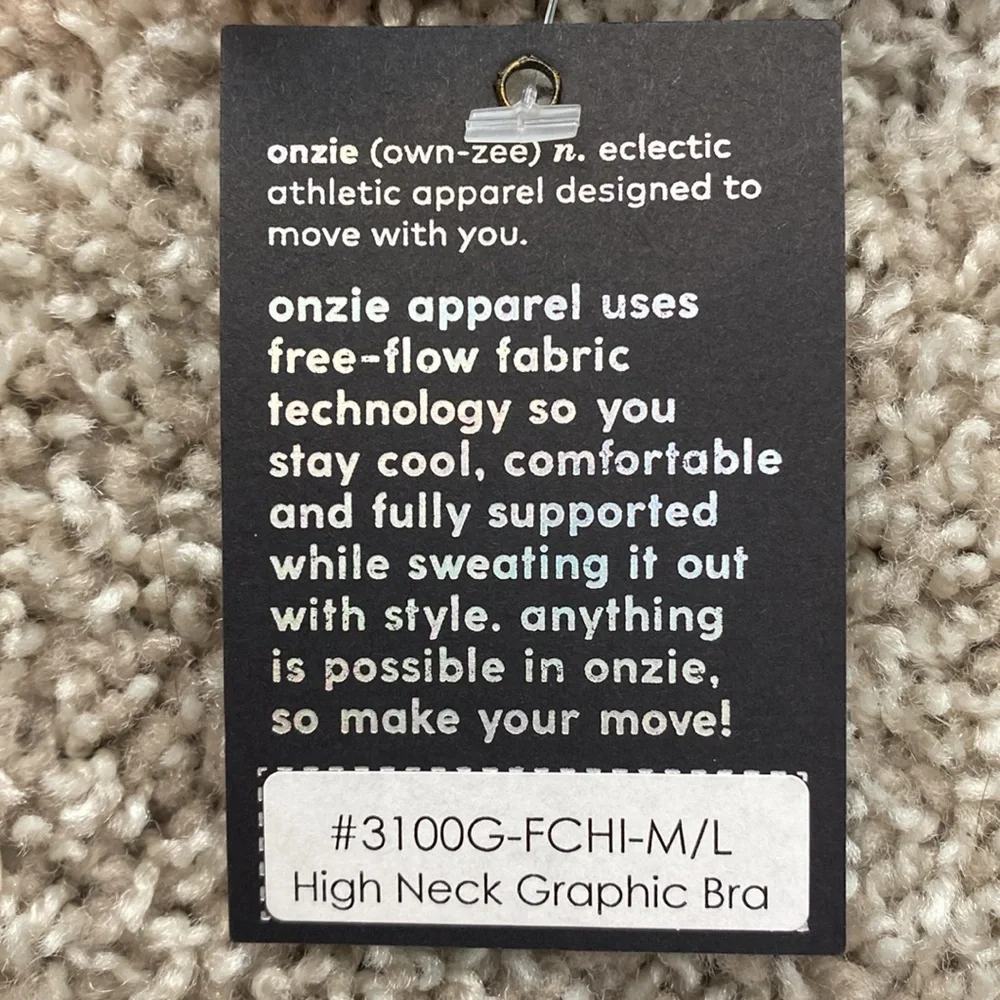 onzie (own-zee) n. eclectic
athletic apparel designed to
move with you.
onzie apparel uses
free-flow fabric
technology so you
stay cool, comfortable
and fully supported
while sweating it out
with style. anything
is possible in onzie,
so make your move!
#3100G-FCHI-M/L
High Neck Graphic Bra